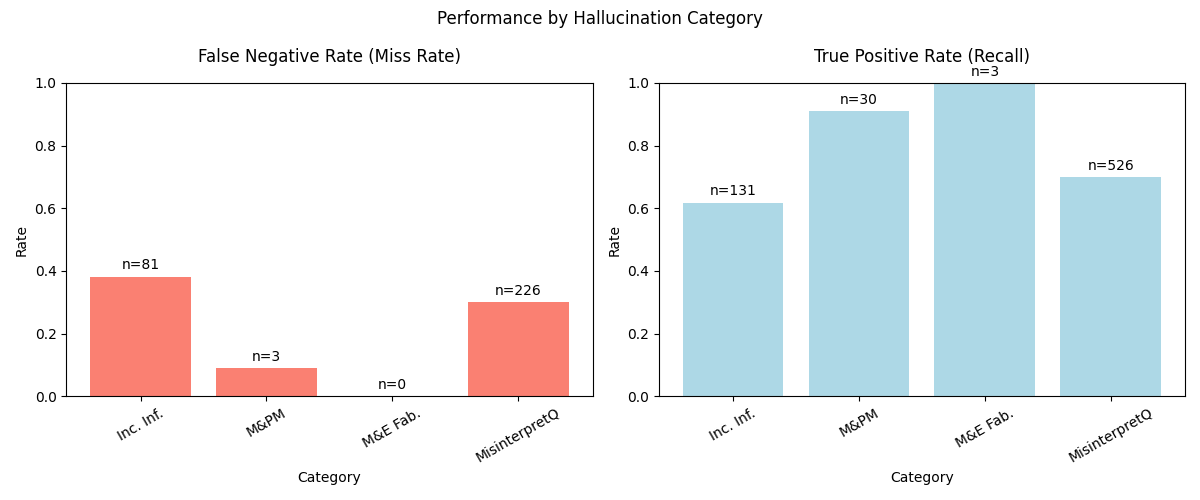 Performance by Hallucination Category
False Negative Rate (Miss Rate)
1.0
0.8
0.6
0.4
0.2
0.0
Rate
n=81
n=3
n=0
n=226
Inc. Inf.
M&PM
M&E Fab.
MisinterpretQ
Category
True Positive Rate (Recall)
1.0
0.8
0.6
0.4
0.2
0.0
Rate
n=131
n=30
n=3
n=526
Inc. Inf.
M&PM
M&E Fab.
MisinterpretQ
Category